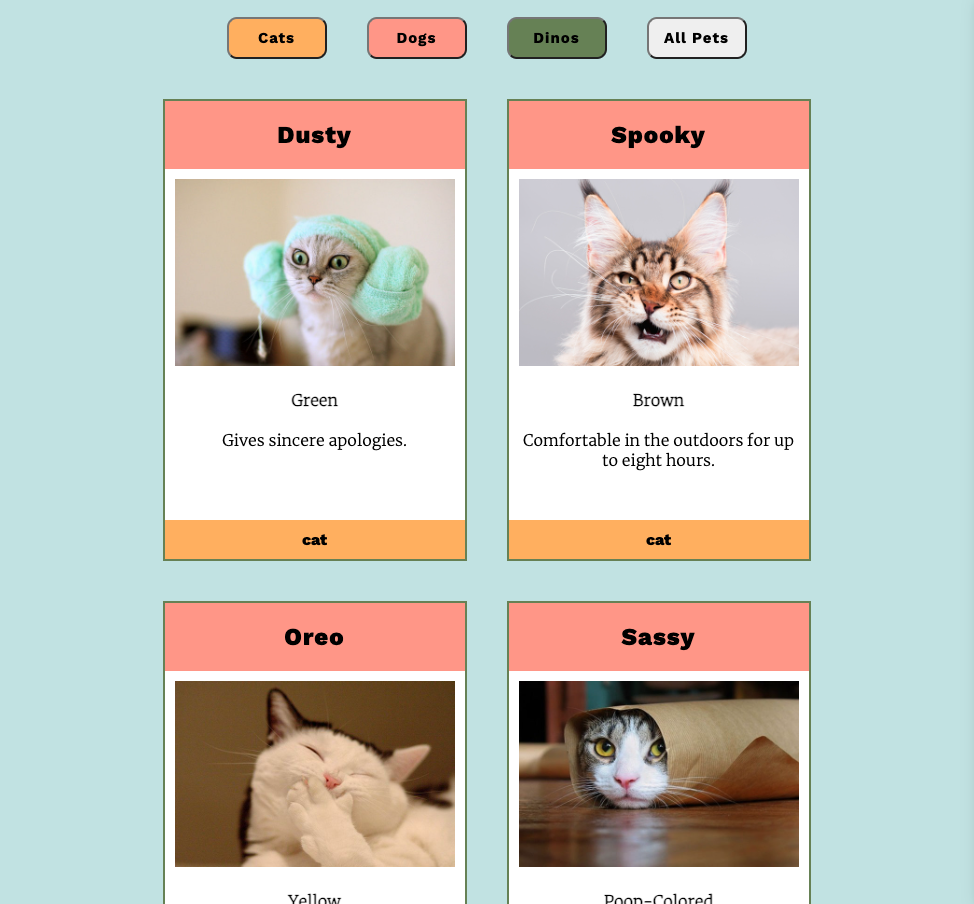 Cats Dogs Dinos All Pets
Dusty
Green
Gives sincere apologies.
cat
Spooky
Brown
Comfortable in the outdoors for up
to eight hours.
cat
Oreo
Yellow
Sassy
Poop-Colored